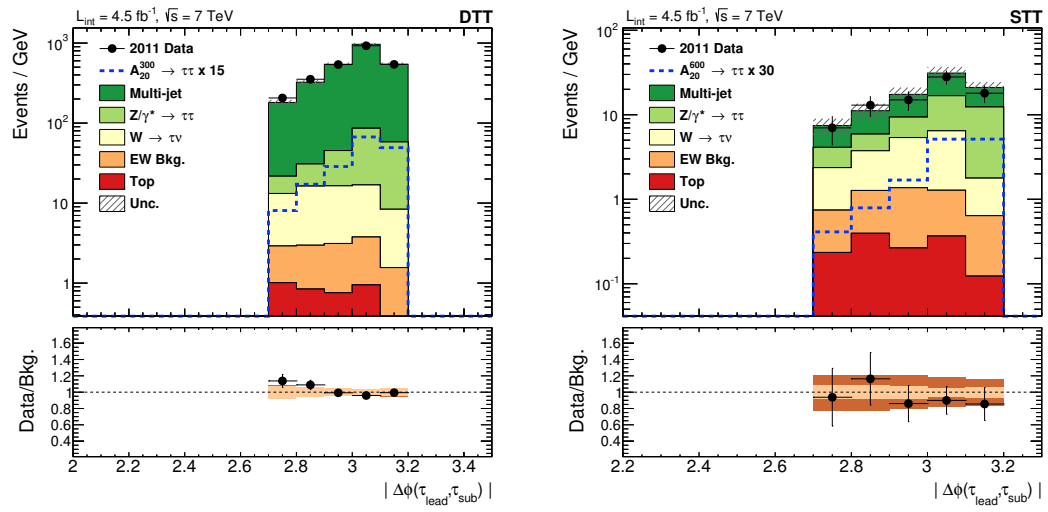 L_int = 4.5 fb⁻¹, √s = 7 TeV DTT
Events / GeV
10³
10²
10
1
2011 Data
A₂₀³⁰⁰ → ττ x 15
Multi-jet
Z/γ* → ττ
W → τν
EW Bkg.
Top
Unc.
Data/Bkg.
1.6
1.4
1.2
1
0.8
0.6
0.4
2 2.2 2.4 2.6 2.8 3 3.2 3.4
| Δϕ(τ_lead,τ_sub) |
L_int = 4.5 fb⁻¹, √s = 7 TeV STT
Events / GeV
10²
10
1
10⁻¹
2011 Data
A₂₀⁶⁰⁰ → ττ x 30
Multi-jet
Z/γ* → ττ
W → τν
EW Bkg.
Top
Unc.
Data/Bkg.
1.6
1.4
1.2
1
0.8
0.6
0.4
2.2 2.4 2.6 2.8 3 3.2 3.4
| Δϕ(τ_lead,τ_sub) |